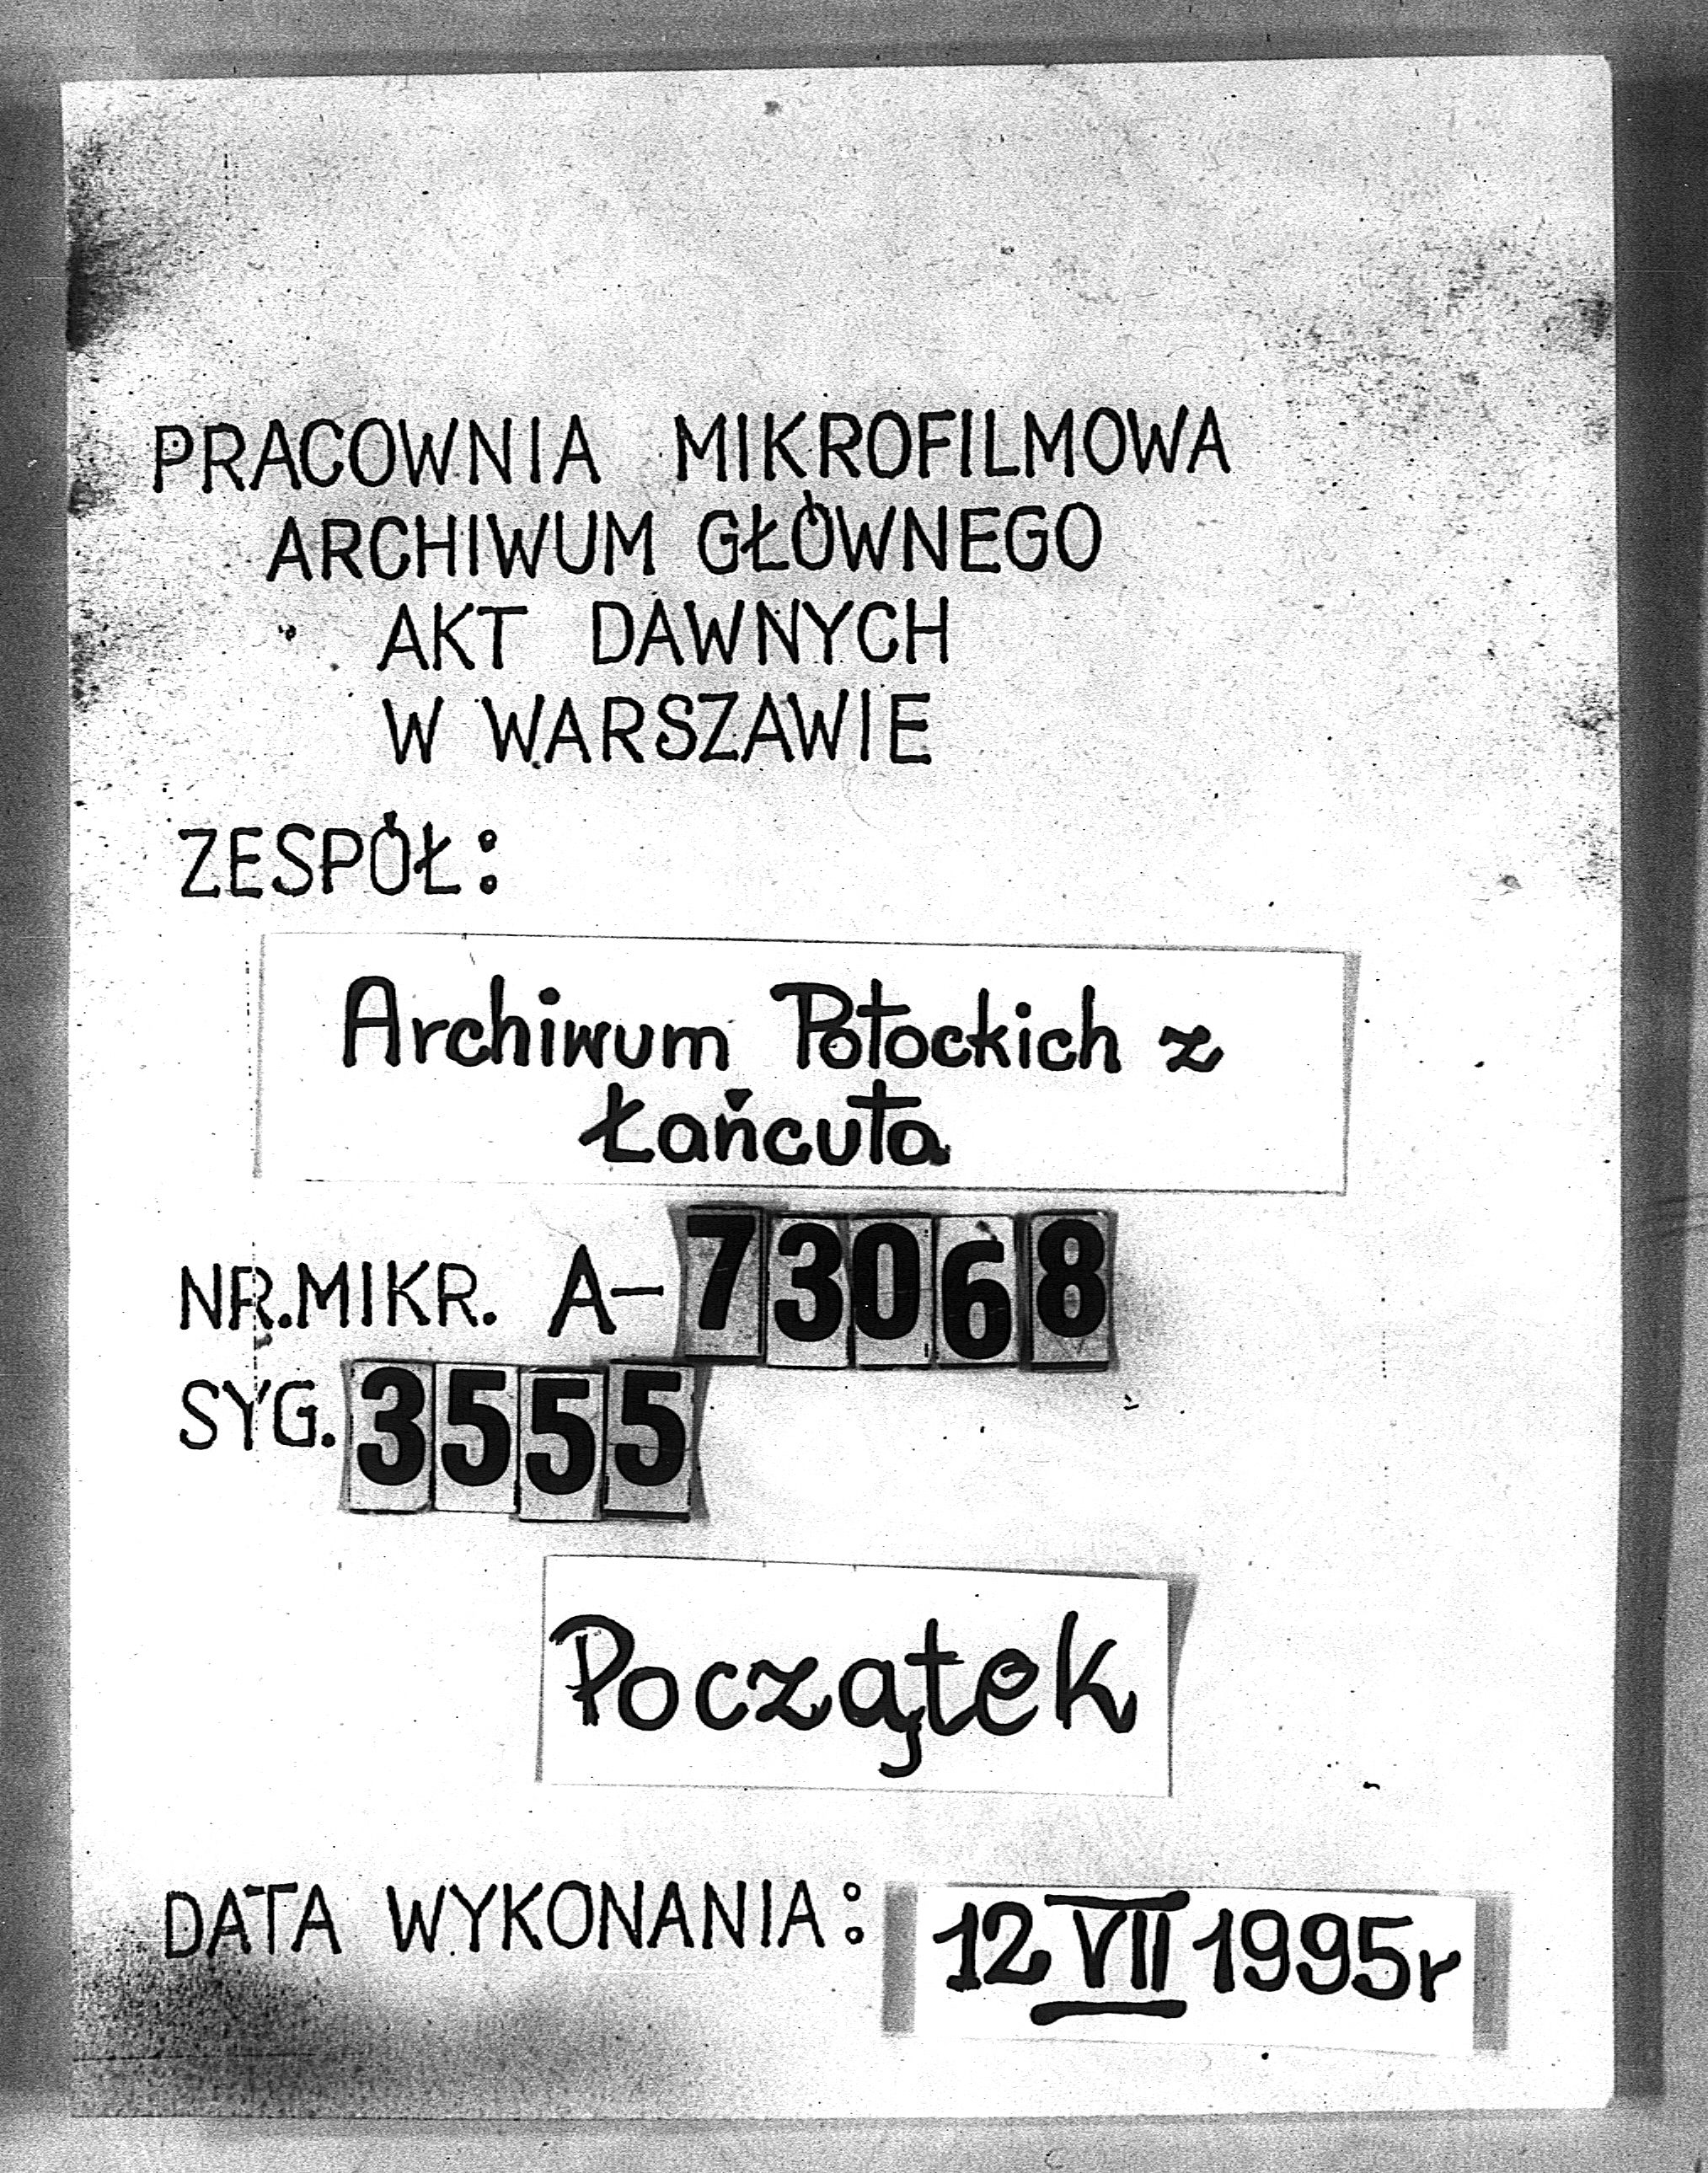 PRACOWNIA MIKROFILMOWA
ARCHIWUM GŁÓWNEGO
AKT DAWNYCH
W WARSZAWIE
ZESPÓŁ:
Archiwum Potockich z
Łańcuta
NR.MIKR. A-73068
SYG. 3555
Początek
DATA WYKONANIA: 12 VII 1995r